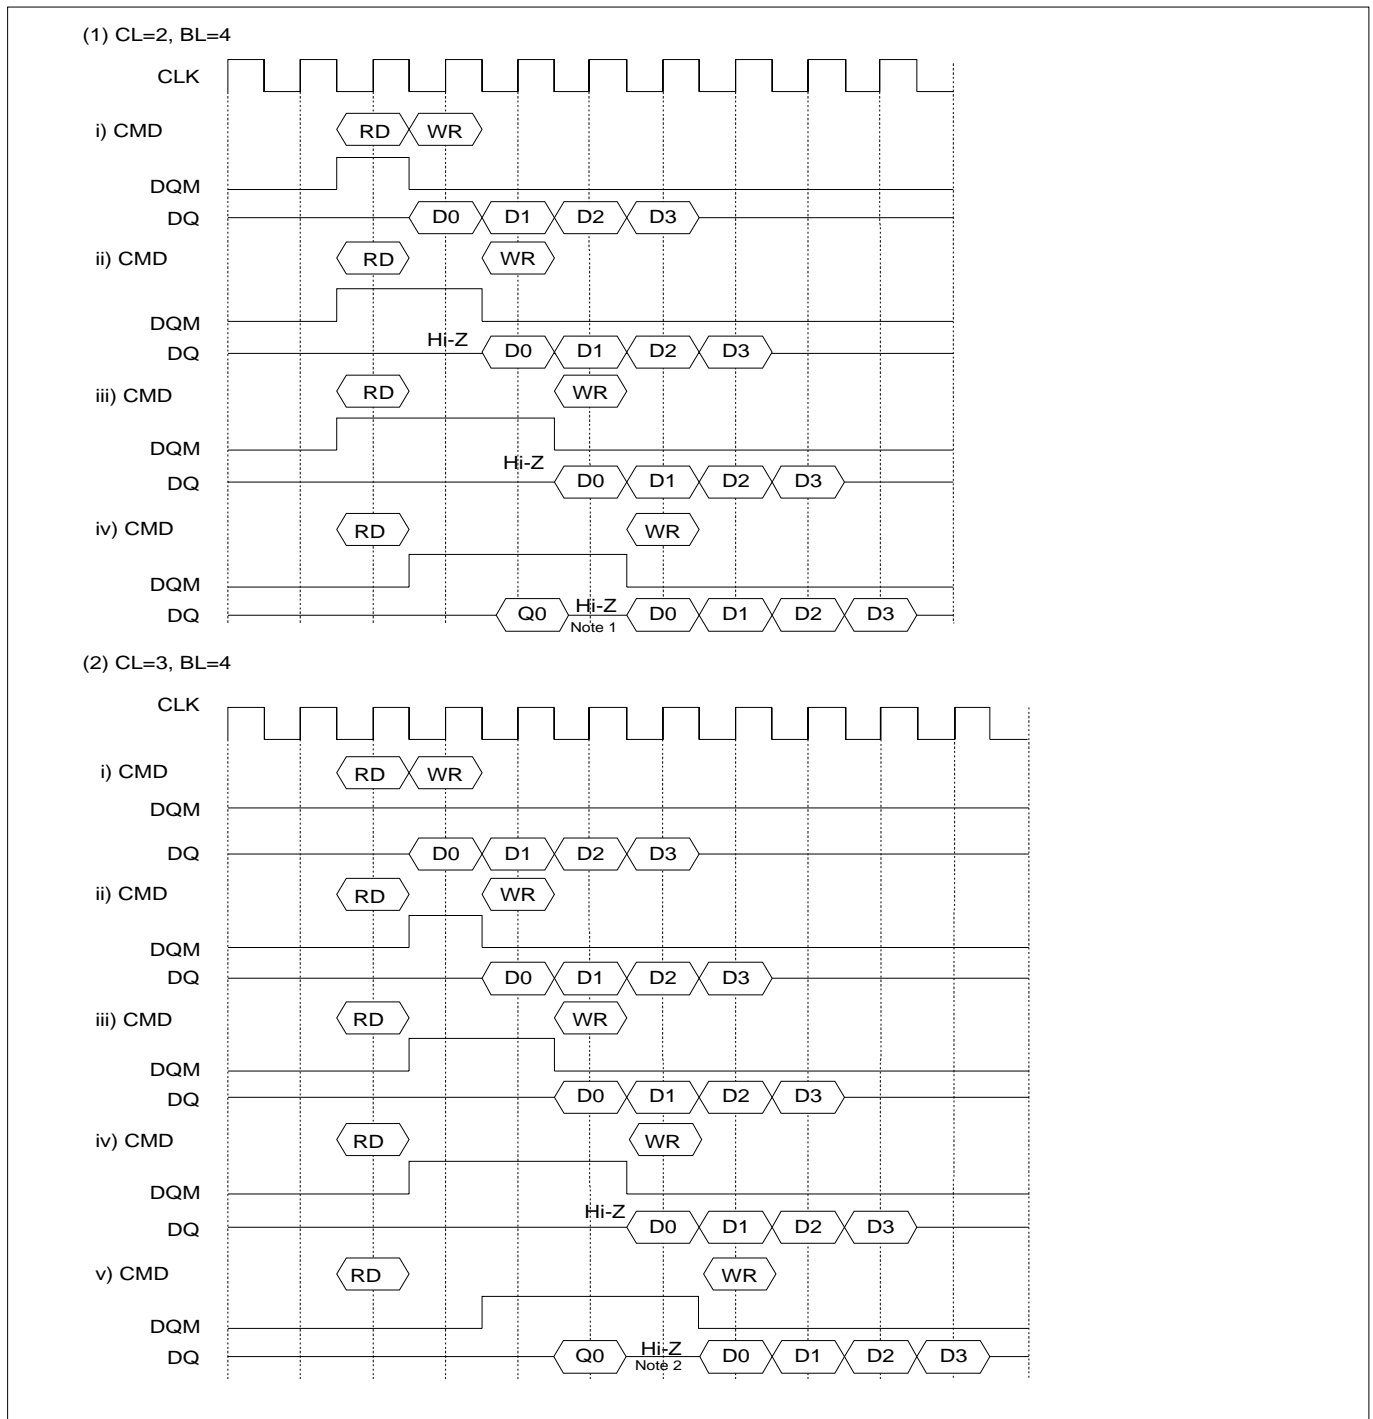 (1) CL=2, BL=4
CLK
i) CMD RD WR
DQM
DQ D0 D1 D2 D3
ii) CMD RD WR
DQM
Hi-Z
DQ D0 D1 D2 D3
iii) CMD RD WR
DQM
Hi-Z
DQ D0 D1 D2 D3
iv) CMD RD WR
DQM
DQ Q0 Hi-Z D0 D1 D2 D3
Note 1
(2) CL=3, BL=4
CLK
i) CMD RD WR
DQM
DQ D0 D1 D2 D3
ii) CMD RD WR
DQM
DQ D0 D1 D2 D3
iii) CMD RD WR
DQM
DQ D0 D1 D2 D3
iv) CMD RD WR
DQM
Hi-Z
DQ D0 D1 D2 D3
v) CMD RD WR
DQM
DQ Q0 Hi-Z D0 D1 D2 D3
Note 2